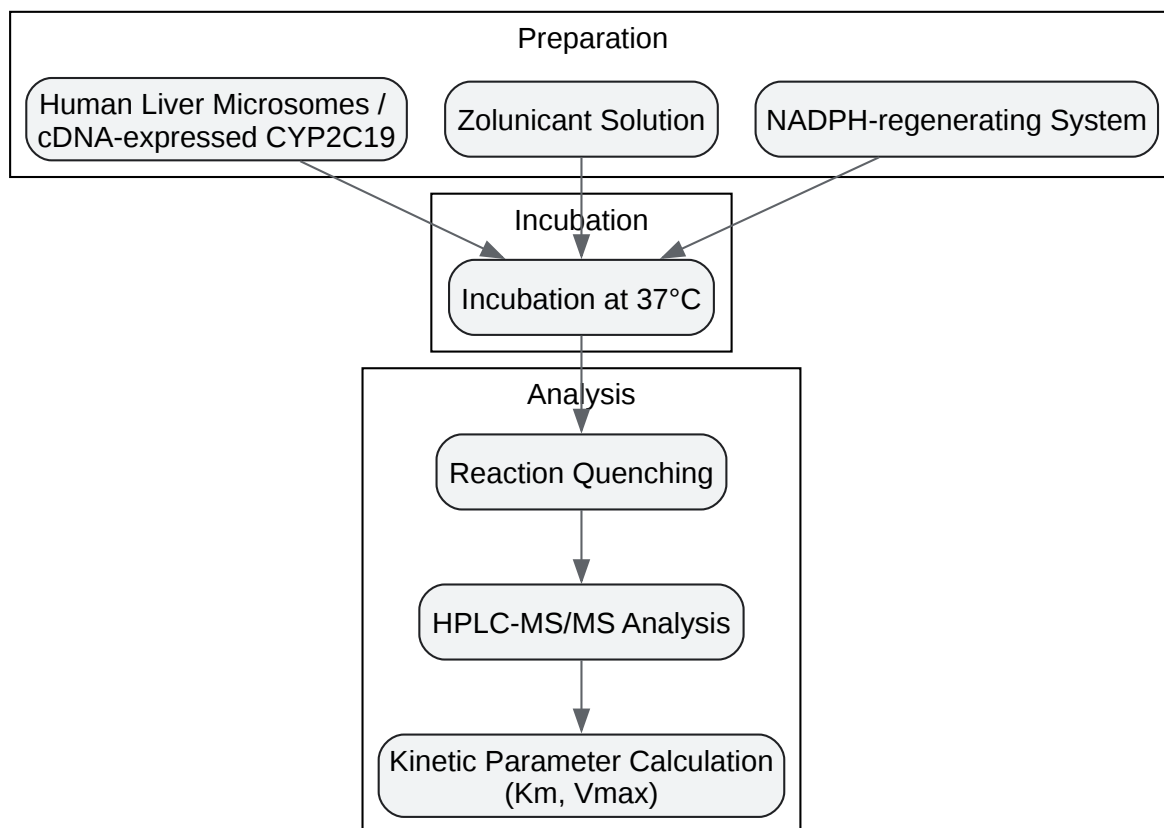 Preparation
Human Liver Microsomes /
cDNA-expressed CYP2C19
Zolunicant Solution
NADPH-regenerating System
Incubation
Incubation at 37°C
Analysis
Reaction Quenching
HPLC-MS/MS Analysis
Kinetic Parameter Calculation
(Km, Vmax)